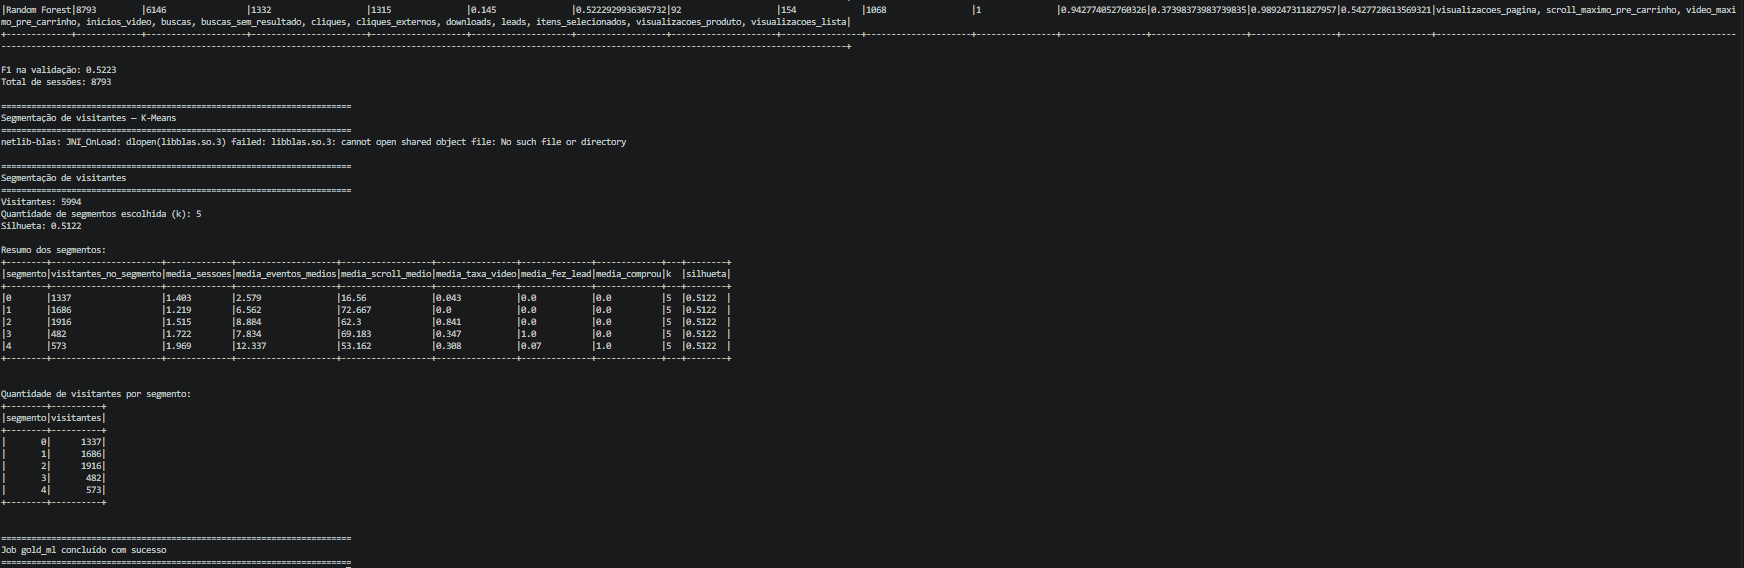 |Random Forest|8793 |6146 |1332 |1315 |0.145 |0.5222929936305732|92 |154 |1068 |1 |0.942774052760326|0.37398373983739835|0.989247311827957|0.5427728613569321|visualizacoes_pagina, scroll_maximo_pre_carrinho, video_maxi
mo_pre_carrinho, inicios_video, buscas, buscas_sem_resultado, cliques, cliques_externos, downloads, leads, itens_selecionados, visualizacoes_produto, visualizacoes_lista|
F1 na validação: 0.5223
Total de sessões: 8793
======================================================================
Segmentação de visitantes — K-Means
======================================================================
netlib-blas: JNI_OnLoad: dlopen(libblas.so.3) failed: libblas.so.3: cannot open shared object file: No such file or directory
======================================================================
Segmentação de visitantes
======================================================================
Visitantes: 5994
Quantidade de segmentos escolhida (k): 5
Silhueta: 0.5122
Resumo dos segmentos:
+--------+----------------------+-------------+--------------------+------------------+----------------+--------------+-------------+---+--------+
|segmento|visitantes_no_segmento|media_sessoes|media_eventos_medios|media_scroll_medio|media_taxa_video|media_fez_lead|media_comprou|k |silhueta|
+--------+----------------------+-------------+--------------------+------------------+----------------+--------------+-------------+---+--------+
|0 |1337 |1.403 |2.579 |16.56 |0.043 |0.0 |0.0 |5 |0.5122 |
|1 |1686 |1.219 |6.562 |72.667 |0.0 |0.0 |0.0 |5 |0.5122 |
|2 |1916 |1.515 |8.884 |62.3 |0.841 |0.0 |0.0 |5 |0.5122 |
|3 |482 |1.722 |7.834 |69.183 |0.347 |1.0 |0.0 |5 |0.5122 |
|4 |573 |1.969 |12.337 |53.162 |0.308 |0.07 |1.0 |5 |0.5122 |
+--------+----------------------+-------------+--------------------+------------------+----------------+--------------+-------------+---+--------+
Quantidade de visitantes por segmento:
+--------+----------+
|segmento|visitantes|
+--------+----------+
| 0| 1337|
| 1| 1686|
| 2| 1916|
| 3| 482|
| 4| 573|
+--------+----------+
======================================================================
Job gold_ml concluído com sucesso
======================================================================